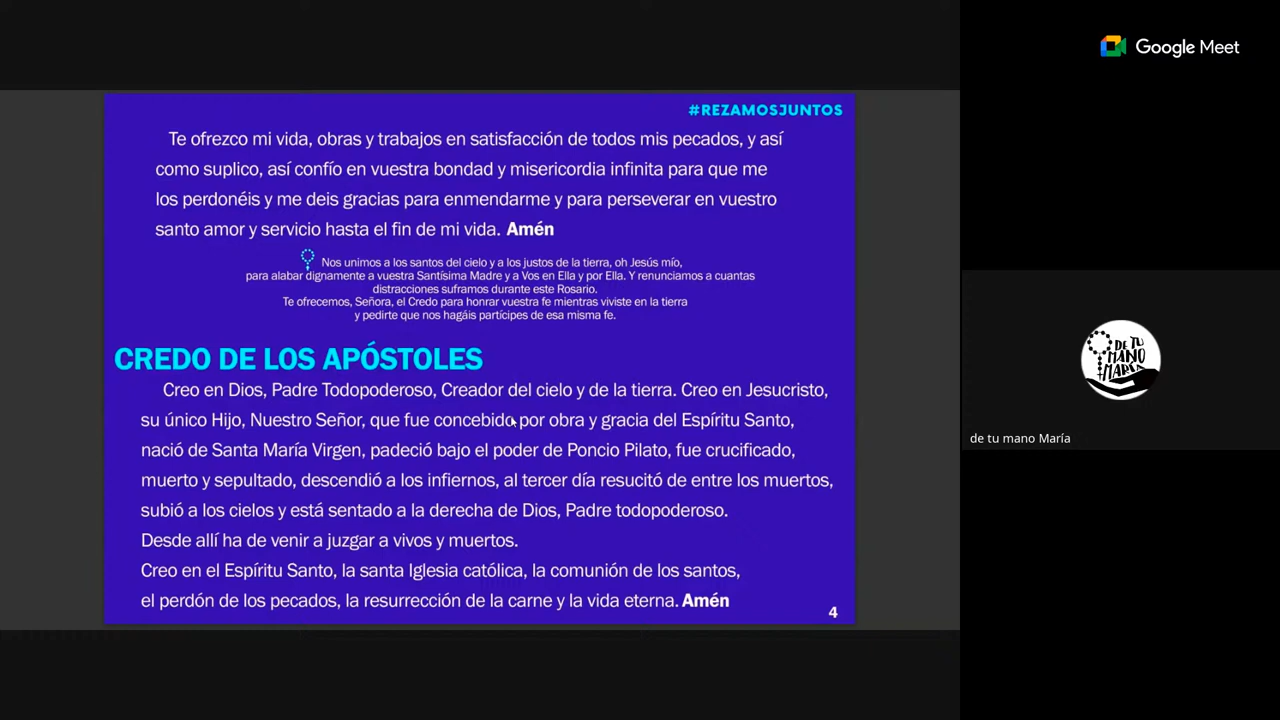 Google Meet
#REZAMOSJUNTOS
Te ofrezco mi vida, obras y trabajos en satisfacción de todos mis pecados, y así
como suplico, así confío en vuestra bondad y misericordia infinita para que me
los perdonéis y me deis gracias para enmendarme y para perseverar en vuestro
santo amor y servicio hasta el fin de mi vida. Amén
Nos unimos a los santos del cielo y a los justos de la tierra, oh Jesús mío,
para alabar dignamente a vuestra Santísima Madre y a Vos en Ella y por Ella. Y renunciamos a cuantas
distracciones suframos durante este Rosario.
Te ofrecemos, Señora, el Credo para honrar vuestra fe mientras viviste en la tierra
y pedirte que nos hagáis partícipes de esa misma fe.
CREDO DE LOS APÓSTOLES
Creo en Dios, Padre Todopoderoso, Creador del cielo y de la tierra. Creo en Jesucristo,
su único Hijo, Nuestro Señor, que fue concebido por obra y gracia del Espíritu Santo,
nació de Santa María Virgen, padeció bajo el poder de Poncio Pilato, fue crucificado,
muerto y sepultado, descendió a los infiernos, al tercer día resucitó de entre los muertos,
subió a los cielos y está sentado a la derecha de Dios, Padre todopoderoso.
Desde allí ha de venir a juzgar a vivos y muertos.
Creo en el Espíritu Santo, la santa Iglesia católica, la comunión de los santos,
el perdón de los pecados, la resurrección de la carne y la vida eterna. Amén
4
DE TU
MANO
MARÍA
de tu mano María